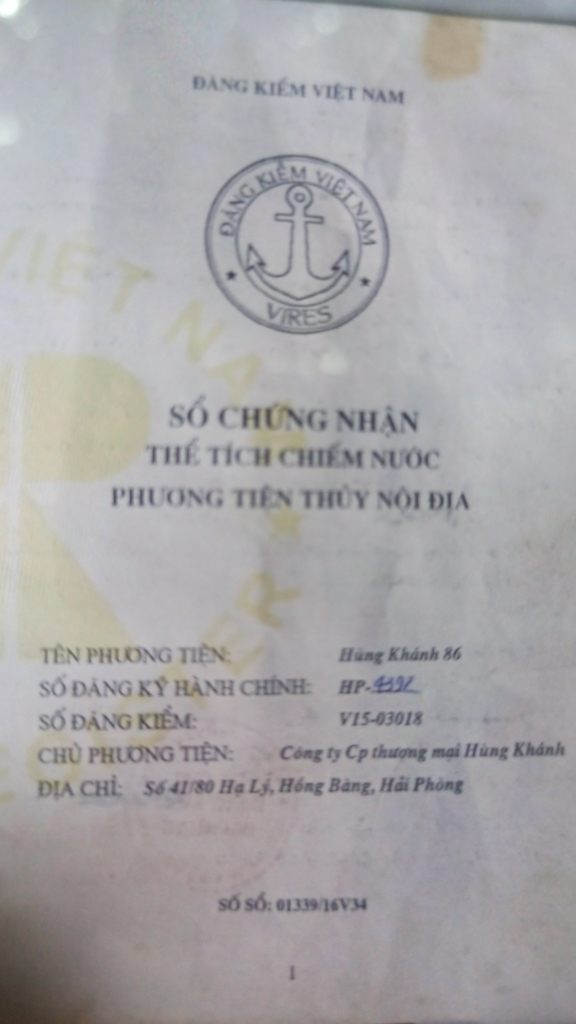 ĐĂNG KIỂM VIỆT NAM
ĐĂNG KIỂM VIỆT NAM
VIRES
SỔ CHỨNG NHẬN
THỂ TÍCH CHIẾM NƯỚC
PHƯƠNG TIỆN THỦY NỘI ĐỊA
TÊN PHƯƠNG TIỆN: Hùng Khánh 86
SỐ ĐĂNG KÝ HÀNH CHÍNH: HP-
SỐ ĐĂNG KIỂM: V15-03018
CHỦ PHƯƠNG TIỆN: Công ty Cp thương mại Hùng Khánh
ĐỊA CHỈ: Số 41/80 Hạ Lý, Hồng Bàng, Hải Phòng
SỐ SỔ: 01339/16V34
1